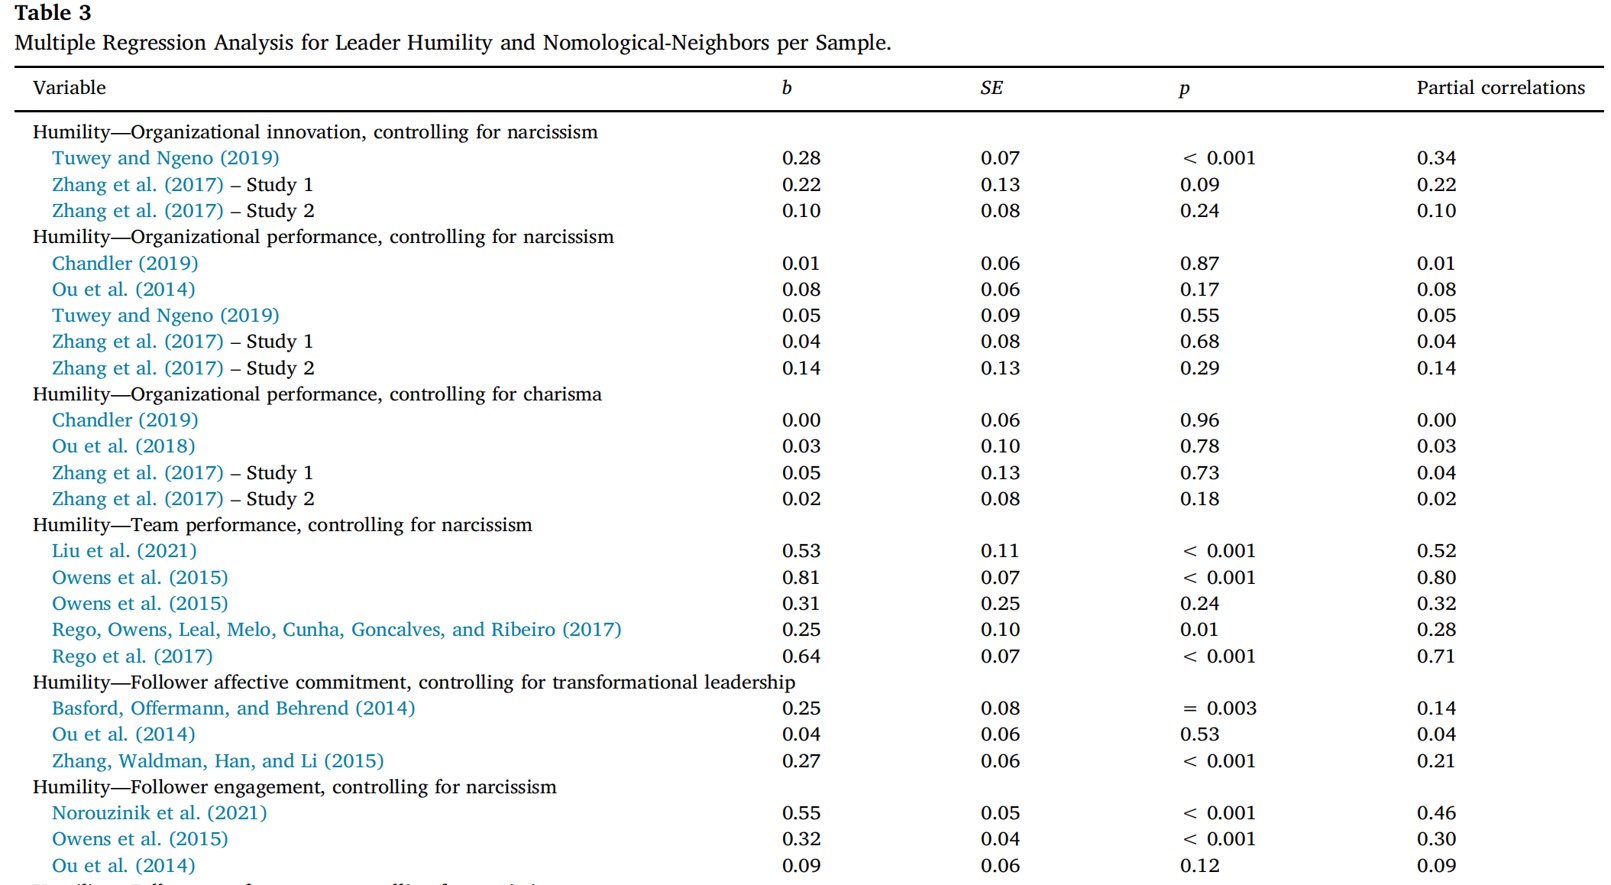 Table 3
Multiple Regression Analysis for Leader Humility and Nomological-Neighbors per Sample.
Variable b SE p Partial correlations
Humility—Organizational innovation, controlling for narcissism
Tuwey and Ngeno (2019) 0.28 0.07 < 0.001 0.34
Zhang et al. (2017) – Study 1 0.22 0.13 0.09 0.22
Zhang et al. (2017) – Study 2 0.10 0.08 0.24 0.10
Humility—Organizational performance, controlling for narcissism
Chandler (2019) 0.01 0.06 0.87 0.01
Ou et al. (2014) 0.08 0.06 0.17 0.08
Tuwey and Ngeno (2019) 0.05 0.09 0.55 0.05
Zhang et al. (2017) – Study 1 0.04 0.08 0.68 0.04
Zhang et al. (2017) – Study 2 0.14 0.13 0.29 0.14
Humility—Organizational performance, controlling for charisma
Chandler (2019) 0.00 0.06 0.96 0.00
Ou et al. (2018) 0.03 0.10 0.78 0.03
Zhang et al. (2017) – Study 1 0.05 0.13 0.73 0.04
Zhang et al. (2017) – Study 2 0.02 0.08 0.18 0.02
Humility—Team performance, controlling for narcissism
Liu et al. (2021) 0.53 0.11 < 0.001 0.52
Owens et al. (2015) 0.81 0.07 < 0.001 0.80
Owens et al. (2015) 0.31 0.25 0.24 0.32
Rego, Owens, Leal, Melo, Cunha, Goncalves, and Ribeiro (2017) 0.25 0.10 0.01 0.28
Rego et al. (2017) 0.64 0.07 < 0.001 0.71
Humility—Follower affective commitment, controlling for transformational leadership
Basford, Offermann, and Behrend (2014) 0.25 0.08 = 0.003 0.14
Ou et al. (2014) 0.04 0.06 0.53 0.04
Zhang, Waldman, Han, and Li (2015) 0.27 0.06 < 0.001 0.21
Humility—Follower engagement, controlling for narcissism
Norouzinik et al. (2021) 0.55 0.05 < 0.001 0.46
Owens et al. (2015) 0.32 0.04 < 0.001 0.30
Ou et al. (2014) 0.09 0.06 0.12 0.09